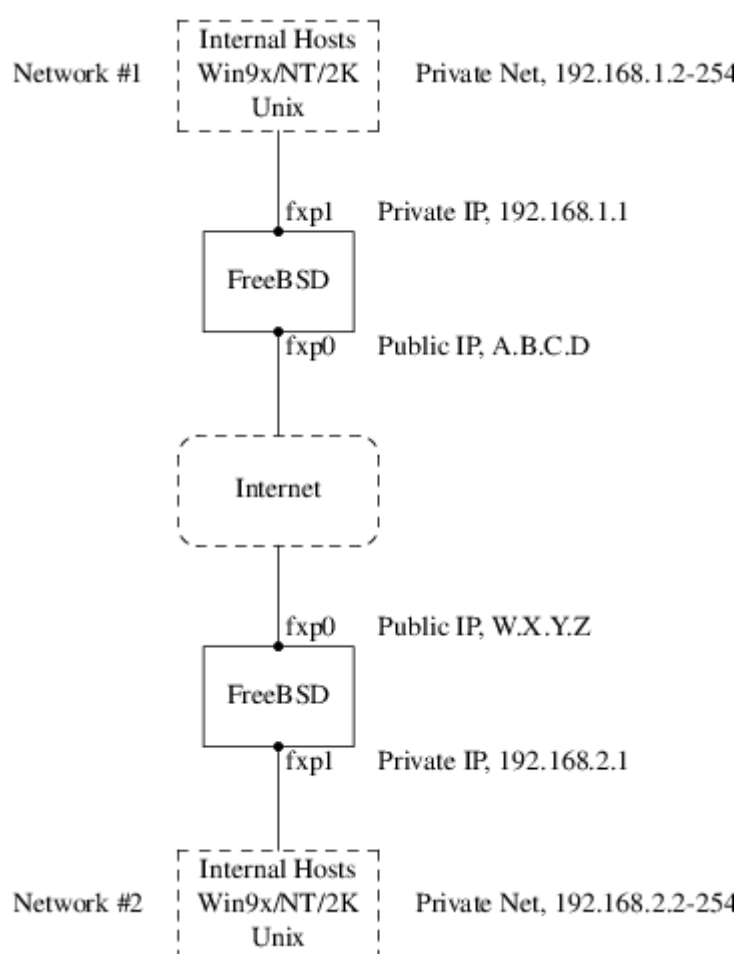 Internal Hosts
Network #1 Win9x/NT/2K Private Net, 192.168.1.2-254
Unix
fxp1 Private IP, 192.168.1.1
FreeBSD
fxp0 Public IP, A.B.C.D
Internet
fxp0 Public IP, W.X.Y.Z
FreeBSD
fxp1 Private IP, 192.168.2.1
Internal Hosts
Network #2 Win9x/NT/2K Private Net, 192.168.2.2-254
Unix